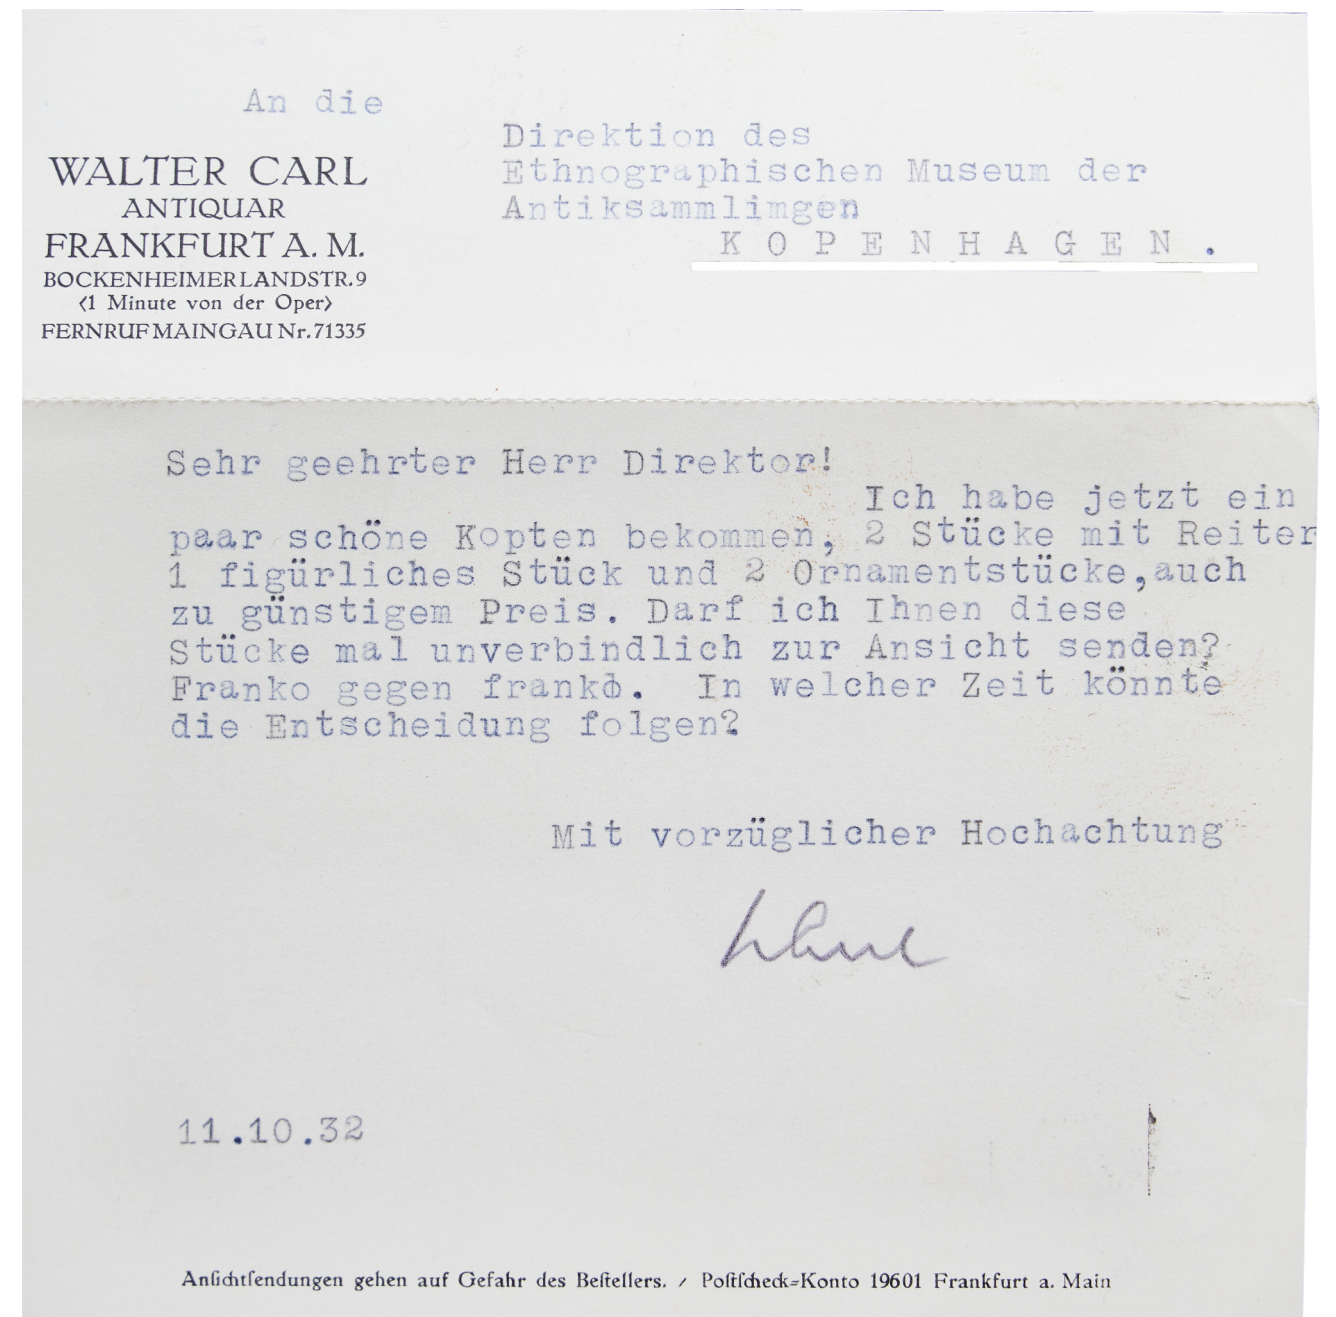 An die
Direktion des
Ethnographischen Museum der
Antiksammlimgen
K O P E N H A G E N .
WALTER CARL
ANTIQUAR
FRANKFURT A. M.
BOCKENHEIMERLANDSTR. 9
<1 Minute von der Oper>
FERNRUF MAINGAU Nr. 71335
Sehr geehrter Herr Direktor!
Ich habe jetzt ein
paar schöne Kopten bekommen, 2 Stücke mit Reiter
1 figürliches Stück und 2 Ornamentstücke,auch
zu günstigem Preis. Darf ich Ihnen diese
Stücke mal unverbindlich zur Ansicht senden?
Franko gegen franko. In welcher Zeit könnte
die Entscheidung folgen?
Mit vorzüglicher Hochachtung
11.10.32
Anſichtſendungen gehen auf Gefahr des Beſtellers. / Poſtſcheck=Konto 19601 Frankfurt a. Main